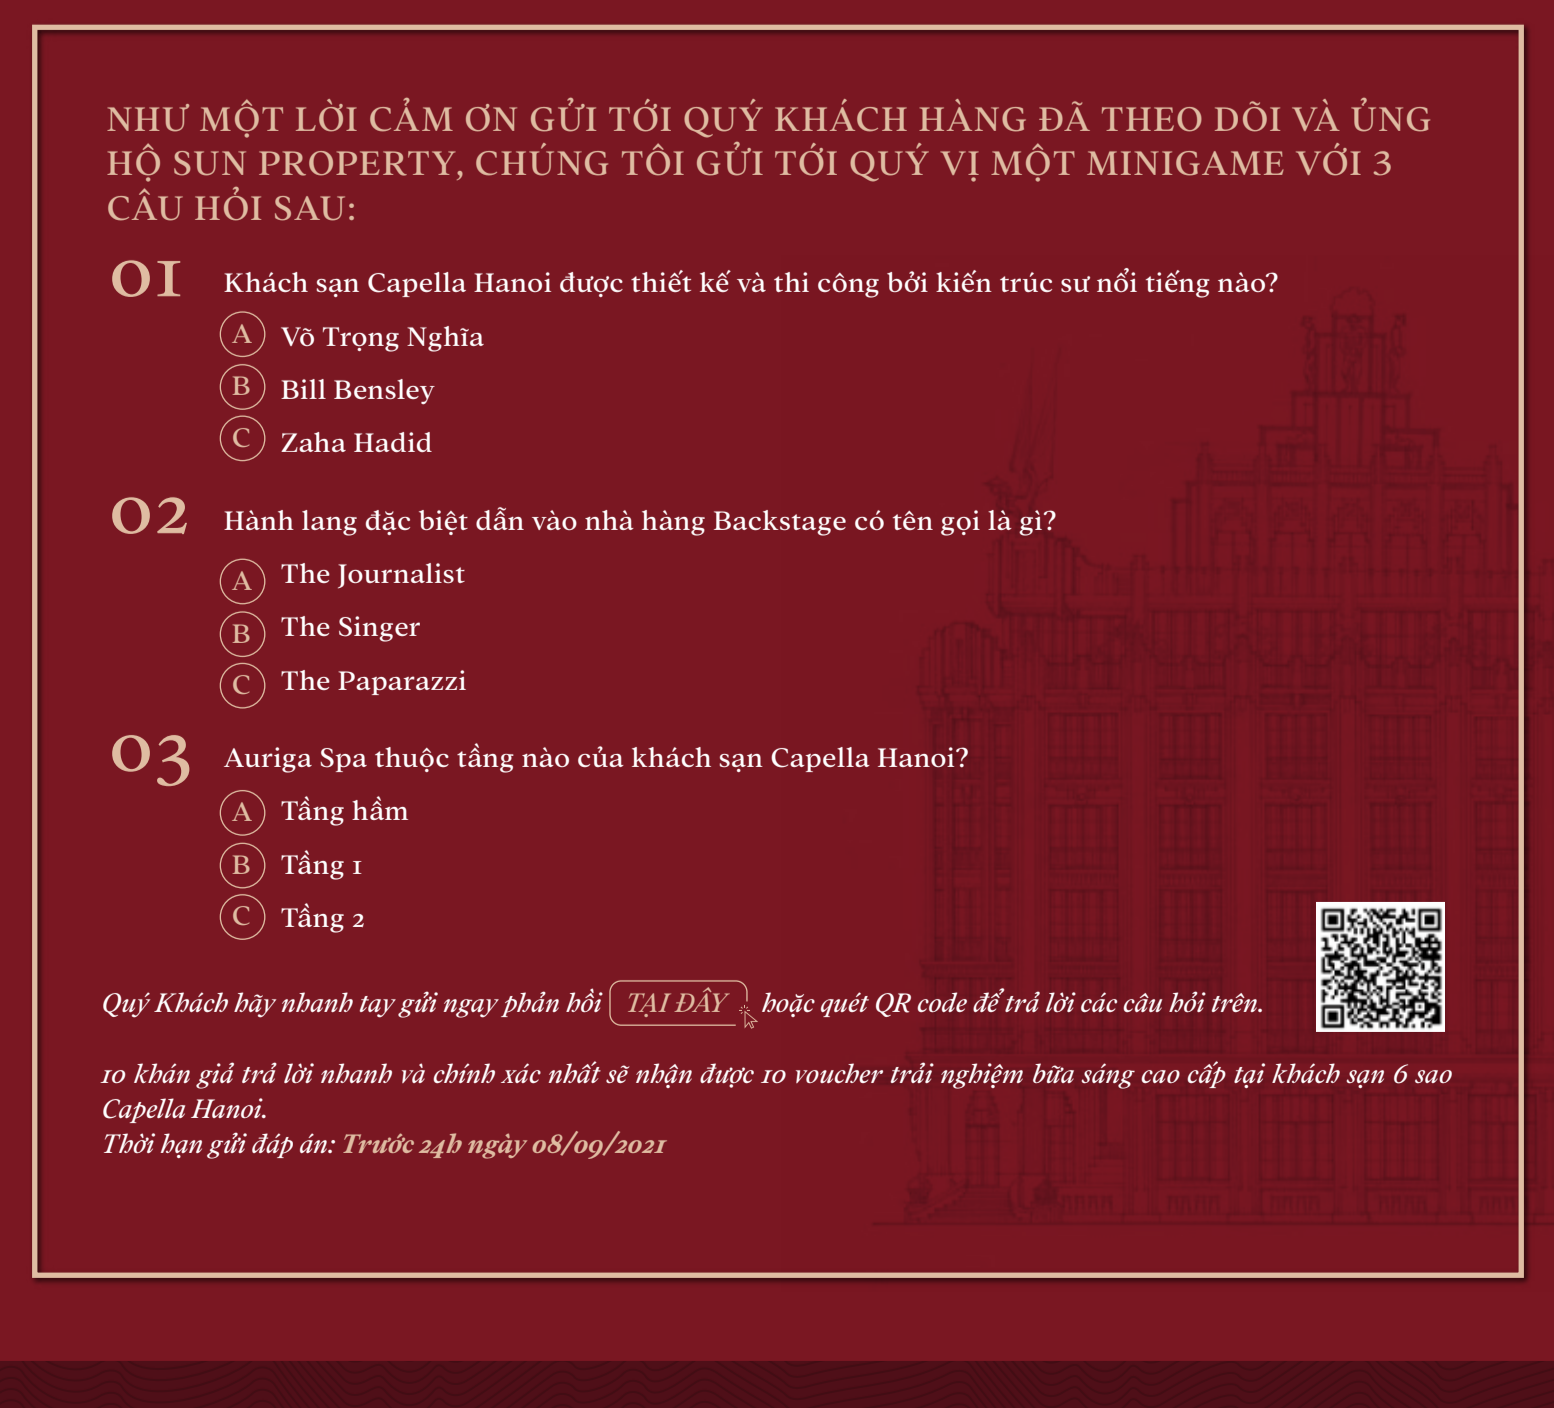 NHƯ MỘT LỜI CẢM ƠN GỬI TỚI QUÝ KHÁCH HÀNG ĐÃ THEO DÕI VÀ ỦNG
HỘ SUN PROPERTY, CHÚNG TÔI GỬI TỚI QUÝ VỊ MỘT MINIGAME VỚI 3
CÂU HỎI SAU:
01 Khách sạn Capella Hanoi được thiết kế và thi công bởi kiến trúc sư nổi tiếng nào?
A Võ Trọng Nghĩa
B Bill Bensley
C Zaha Hadid
02 Hành lang đặc biệt dẫn vào nhà hàng Backstage có tên gọi là gì?
A The Journalist
B The Singer
C The Paparazzi
03 Auriga Spa thuộc tầng nào của khách sạn Capella Hanoi?
A Tầng hầm
B Tầng 1
C Tầng 2
Quý Khách hãy nhanh tay gửi ngay phản hồi TẠI ĐÂY hoặc quét QR code để trả lời các câu hỏi trên.
10 khán giả trả lời nhanh và chính xác nhất sẽ nhận được 10 voucher trải nghiệm bữa sáng cao cấp tại khách sạn 6 sao
Capella Hanoi.
Thời hạn gửi đáp án: Trước 24h ngày 08/09/2021